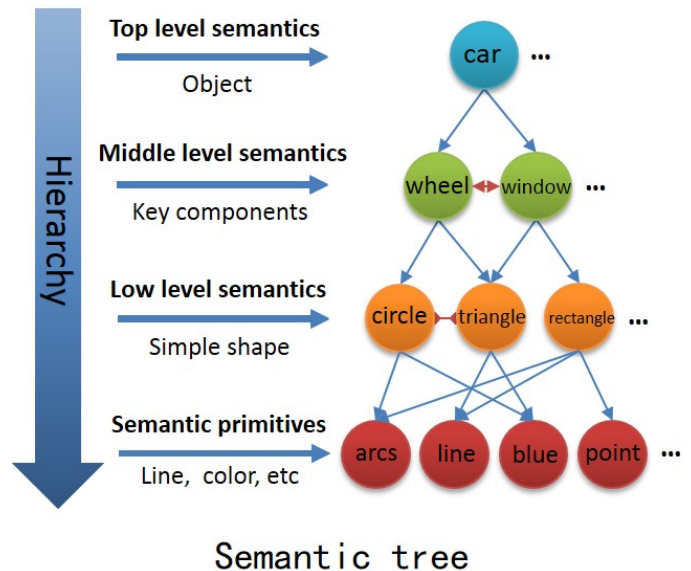 Hierarchy
Top level semantics
Object
car ...
Middle level semantics
Key components
wheel window ...
Low level semantics
Simple shape
circle triangle rectangle ...
Semantic primitives
Line, color, etc
arcs line blue point ...
Semantic tree